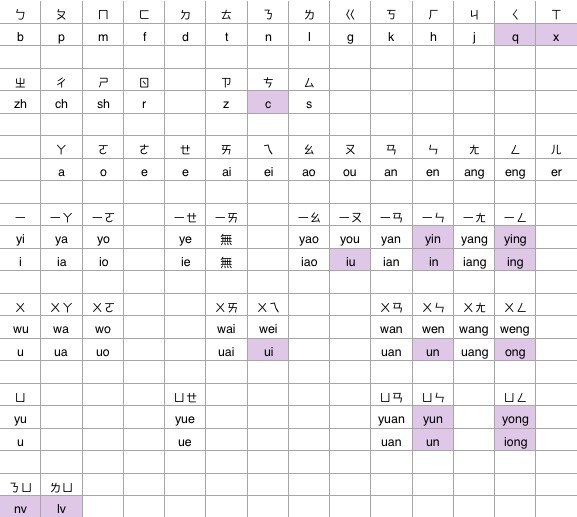 ㄅ ㄆ ㄇ ㄈ ㄉ ㄊ ㄋ ㄌ ㄍ ㄎ ㄏ ㄐ ㄑ ㄒ
b p m f d t n l g k h j q x
ㄓ ㄔ ㄕ ㄖ ㄗ ㄘ ㄙ
zh ch sh r z c s
ㄚ ㄛ ㄜ ㄝ ㄞ ㄟ ㄠ ㄡ ㄢ ㄣ ㄤ ㄥ ㄦ
a o e e ai ei ao ou an en ang eng er
ㄧ ㄧㄚ ㄧㄛ ㄧㄝ ㄧㄞ ㄧㄠ ㄧㄡ ㄧㄢ ㄧㄣ ㄧㄤ ㄧㄥ
yi ya yo ye 無 yao you yan yin yang ying
i ia io ie 無 iao iu ian in iang ing
ㄨ ㄨㄚ ㄨㄛ ㄨㄞ ㄨㄟ ㄨㄢ ㄨㄣ ㄨㄤ ㄨㄥ
wu wa wo wai wei wan wen wang weng
u ua uo uai ui uan un uang ong
ㄩ ㄩㄝ ㄩㄢ ㄩㄣ ㄩㄥ
yu yue yuan yun yong
u ue uan un iong
ㄋㄩ ㄌㄩ
nv lv